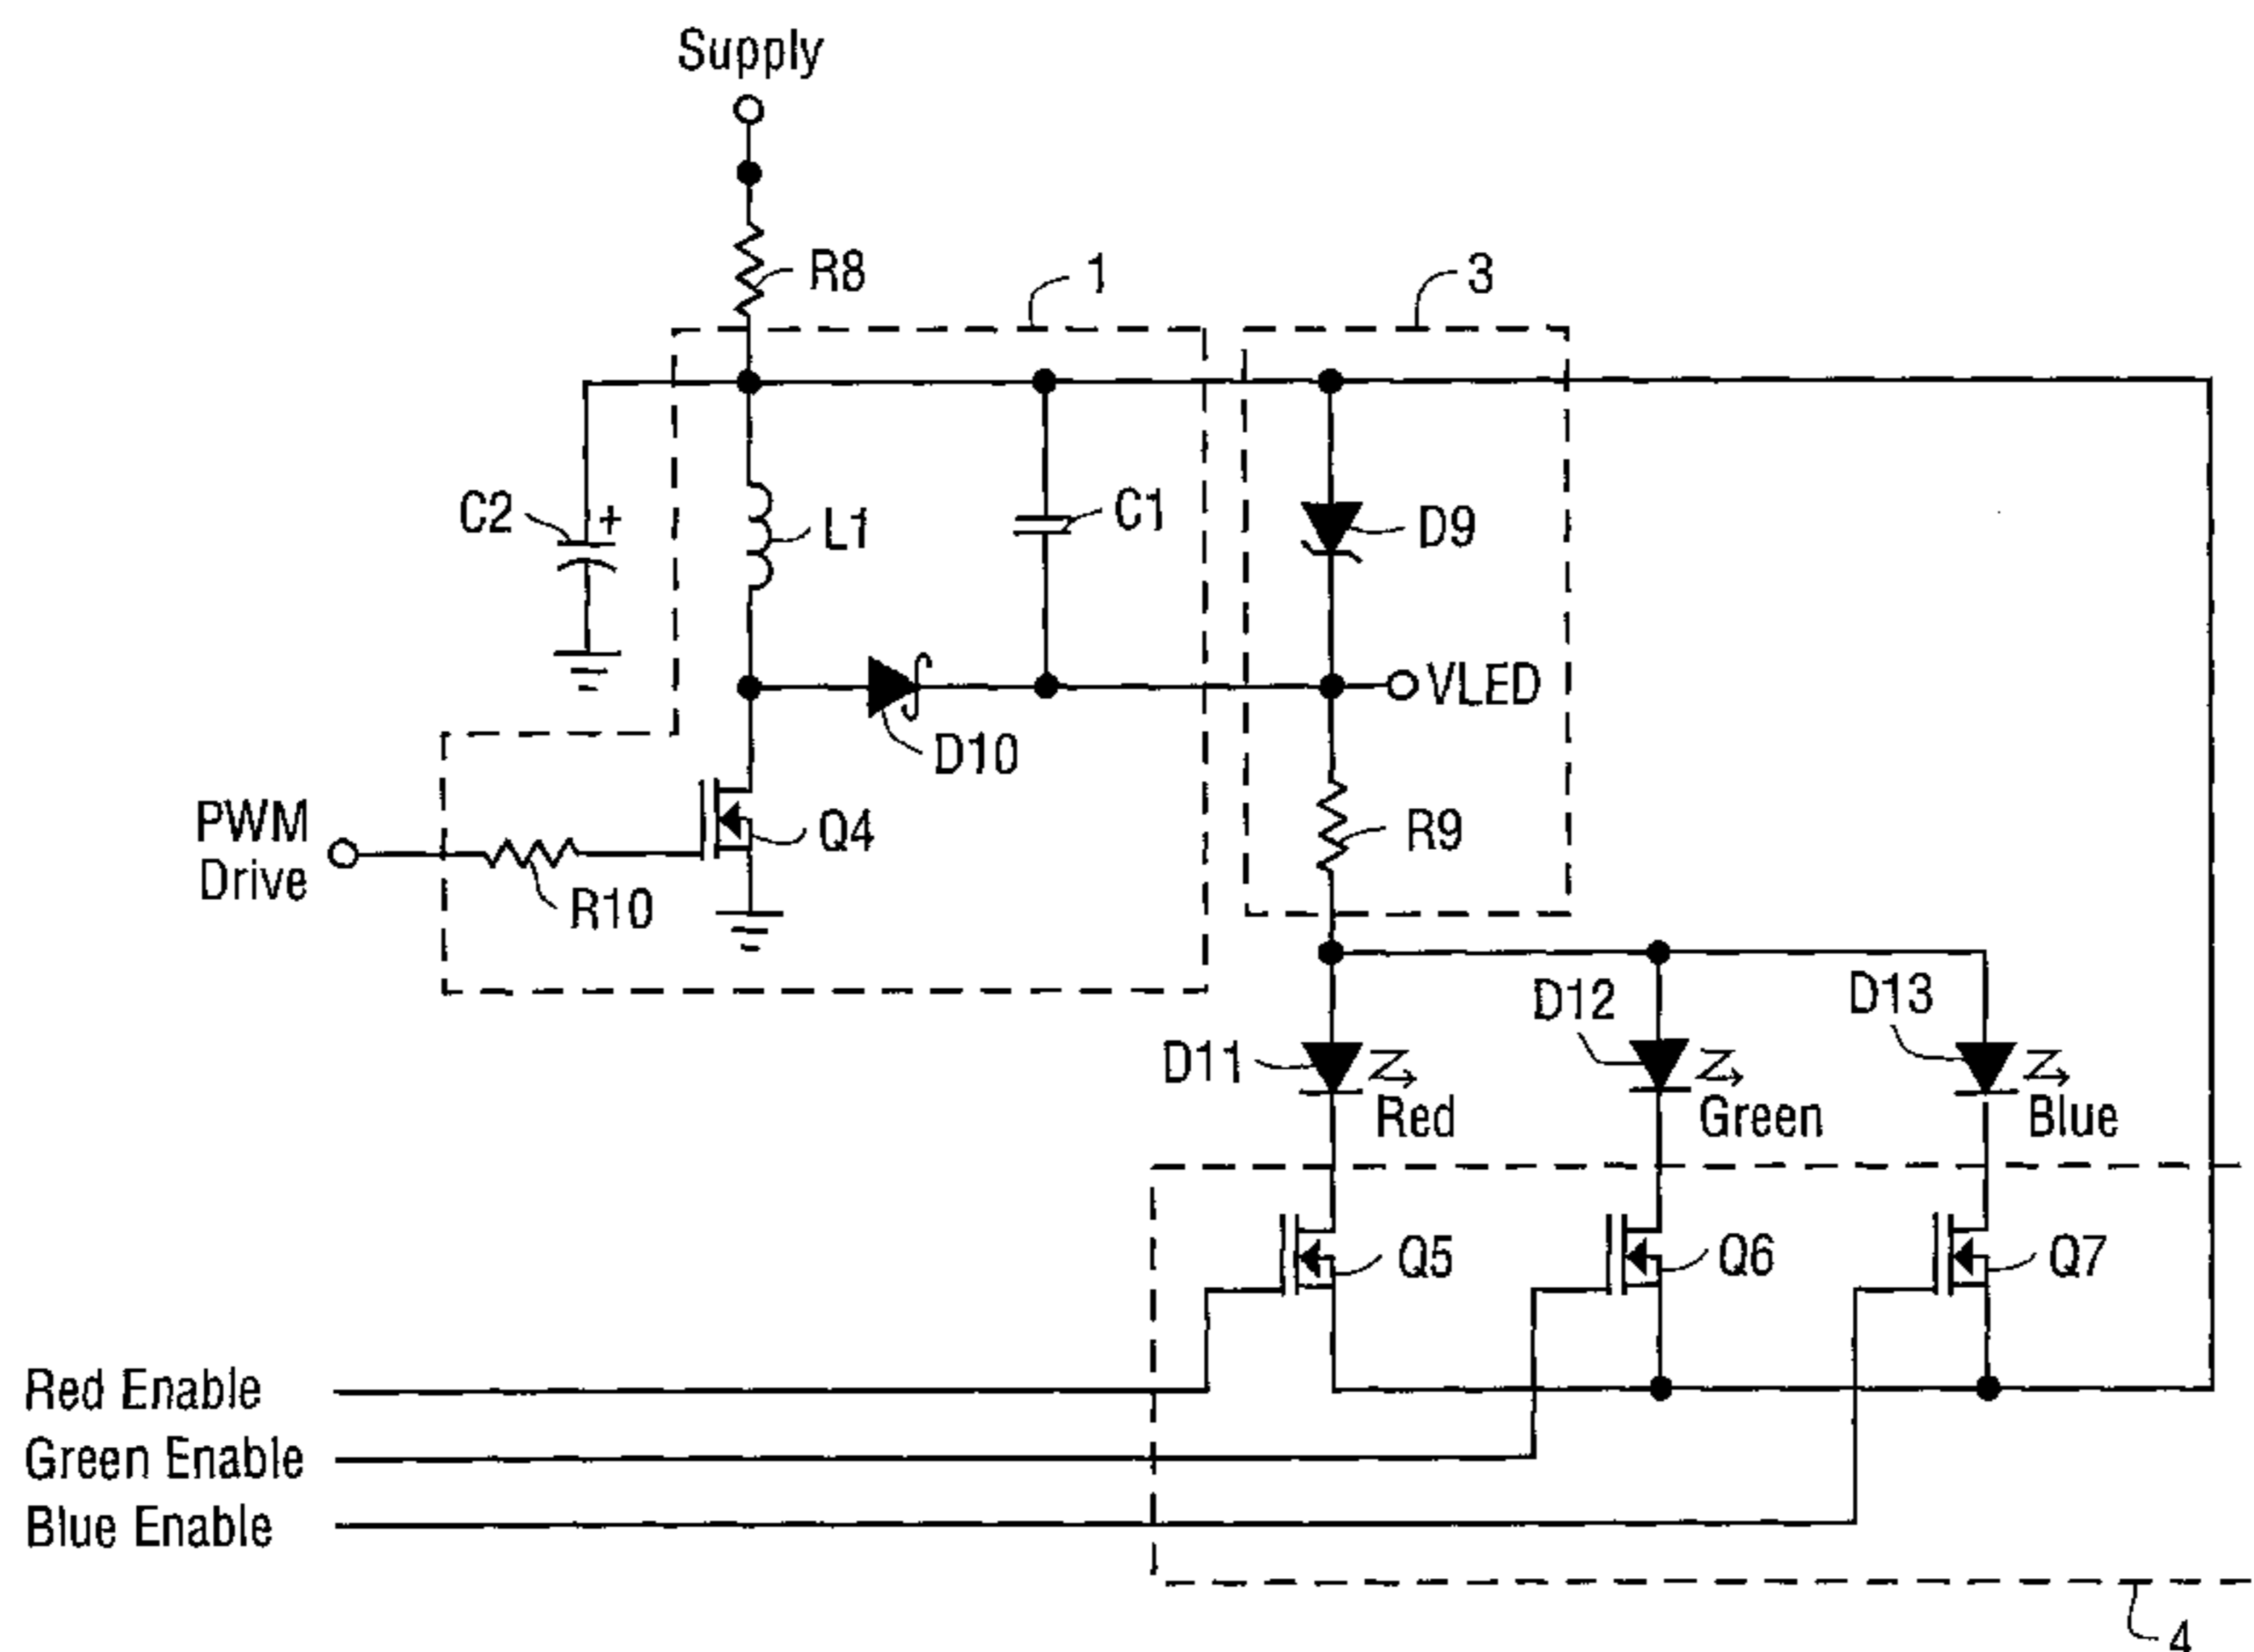 Supply
R8
1
3
C2
+
L1
C1
D9
VLED
D10
PWM
Drive
Q4
R9
R10
D12
D13
D11
Red
Green
Blue
Q5
Q6
Q7
Red Enable
Green Enable
Blue Enable
4